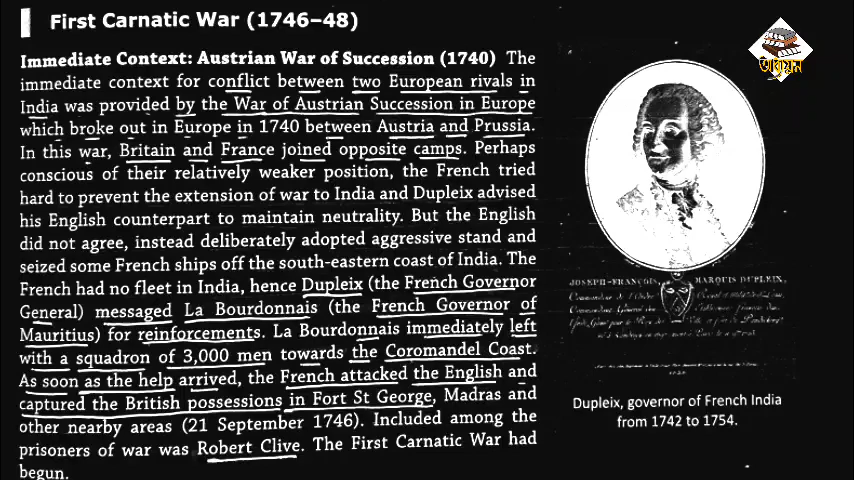 First Carnatic War (1746–48)
Immediate Context: Austrian War of Succession (1740) The
immediate context for conflict between two European rivals in
India was provided by the War of Austrian Succession in Europe
which broke out in Europe in 1740 between Austria and Prussia.
In this war, Britain and France joined opposite camps. Perhaps
conscious of their relatively weaker position, the French tried
hard to prevent the extension of war to India and Dupleix advised
his English counterpart to maintain neutrality. But the English
did not agree, instead deliberately adopted aggressive stand and
seized some French ships off the south-eastern coast of India. The
French had no fleet in India, hence Dupleix (the French Governor
General) messaged La Bourdonnais (the French Governor of
Mauritius) for reinforcements. La Bourdonnais immediately left
with a squadron of 3,000 men towards the Coromandel Coast.
As soon as the help arrived, the French attacked the English and
captured the British possessions in Fort St George, Madras and
other nearby areas (21 September 1746). Included among the
prisoners of war was Robert Clive. The First Carnatic War had
begun.
অধ্যয়ন
JOSEPH-FRANÇOIS MARQUIS DUPLEIX,
Dupleix, governor of French India
from 1742 to 1754.